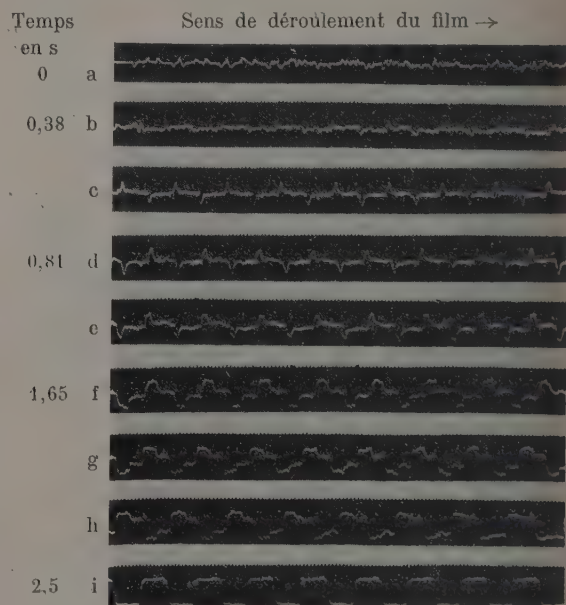 Temps Sens de déroulement du film →
en s
0 a
0,38 b
c
0,81 d
e
1,65 f
g
h
2,5 i